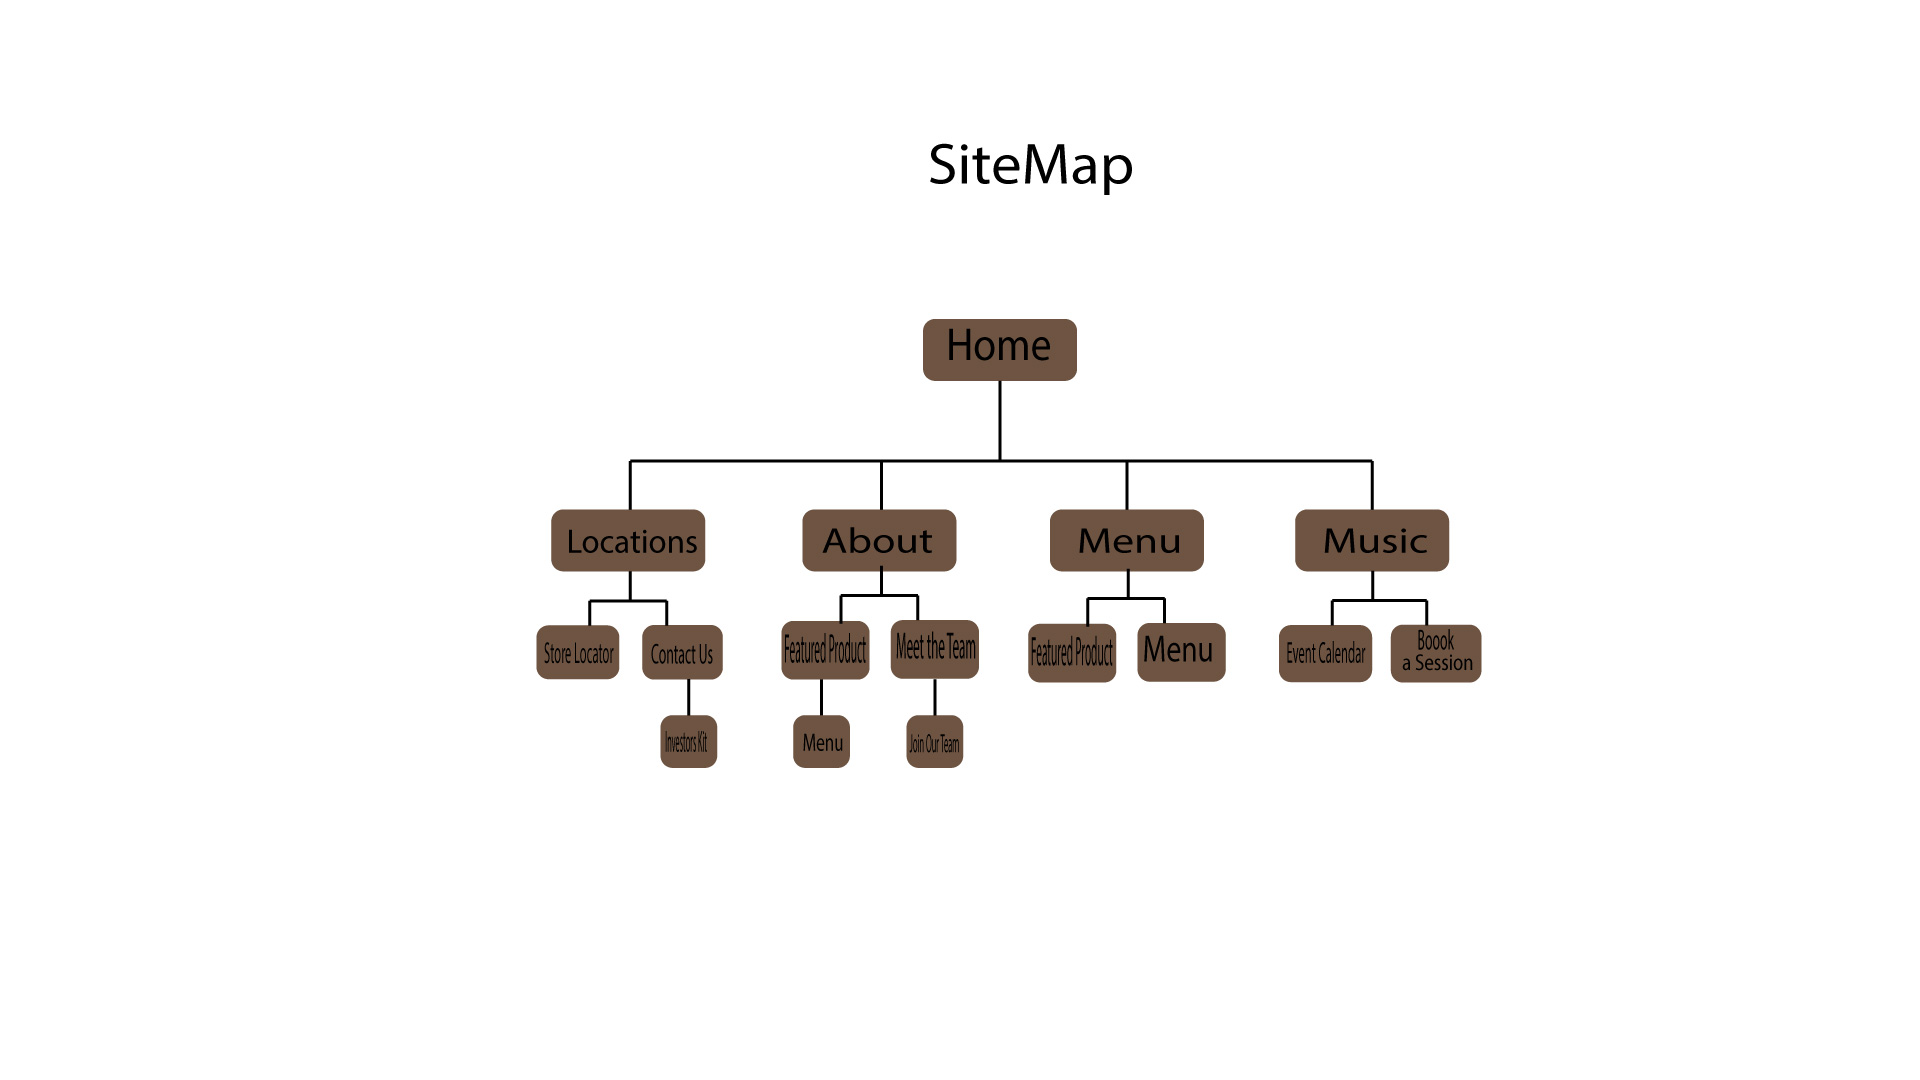 SiteMap
Home
Locations
About
Menu
Music
Store Locator
Contact Us
Featured Product
Meet the Team
Featured Product
Menu
Event Calendar
Boook
a Session
Investors Kit
Menu
Join Our Team